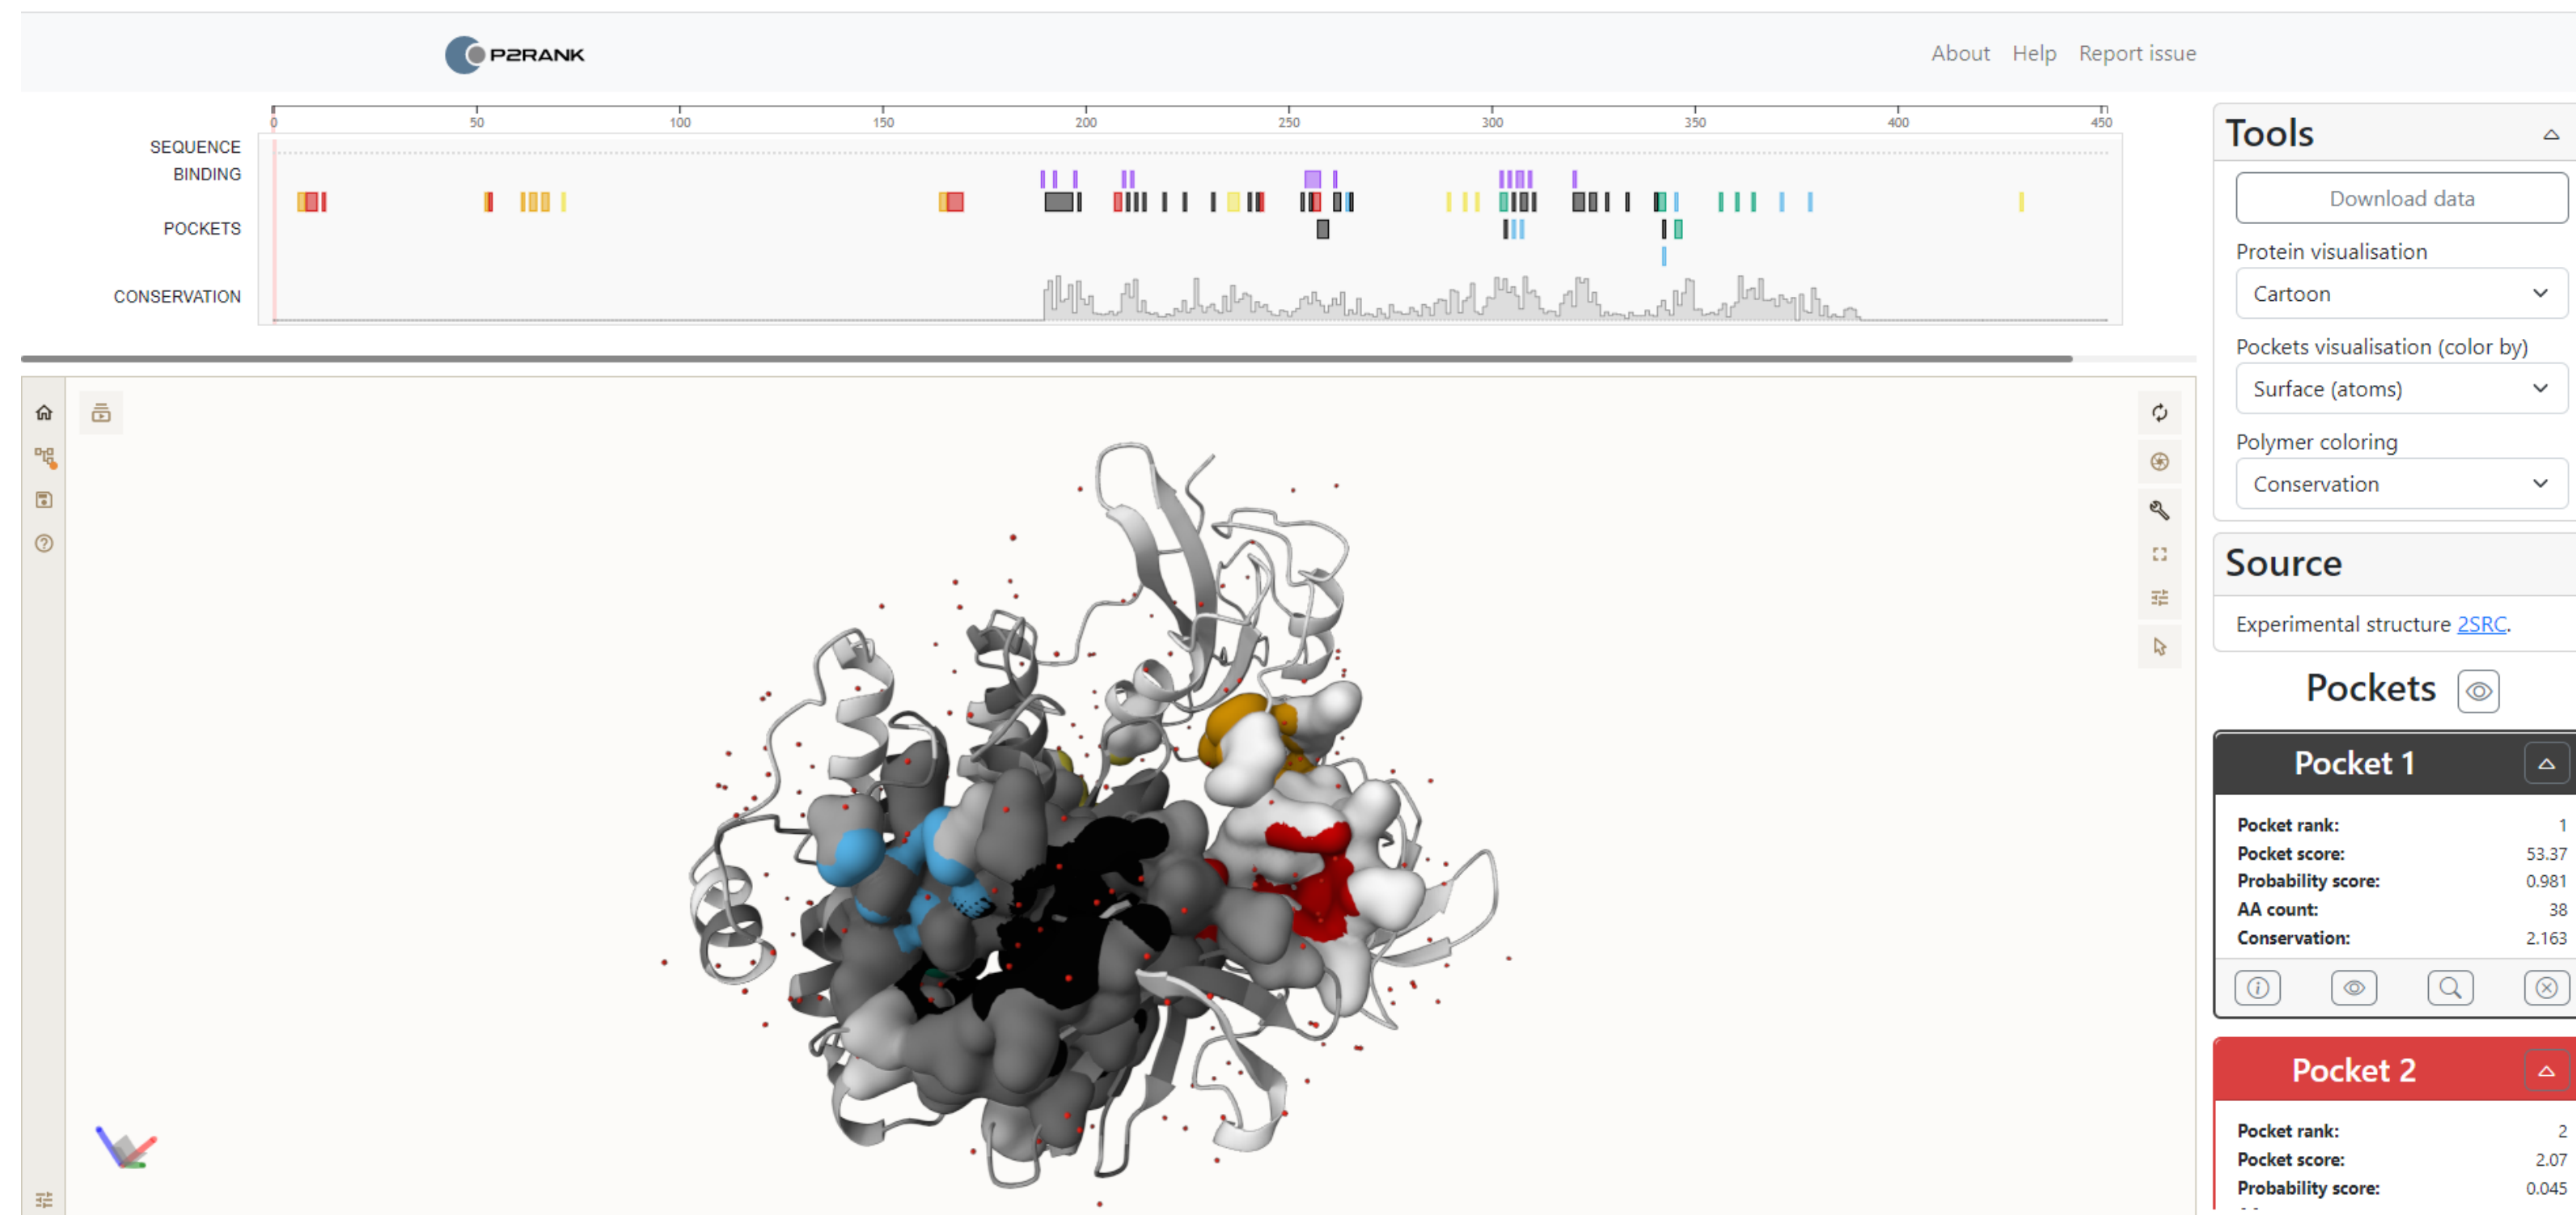 P2RANK
About Help Report issue
0 50 100 150 200 250 300 350 400 450
SEQUENCE
BINDING
POCKETS
CONSERVATION
Tools
Download data
Protein visualisation
Cartoon
Pockets visualisation (color by)
Surface (atoms)
Polymer coloring
Conservation
Source
Experimental structure 2SRC.
Pockets
Pocket 1
Pocket rank: 1
Pocket score: 53.37
Probability score: 0.981
AA count: 38
Conservation: 2.163
Pocket 2
Pocket rank: 2
Pocket score: 2.07
Probability score: 0.045